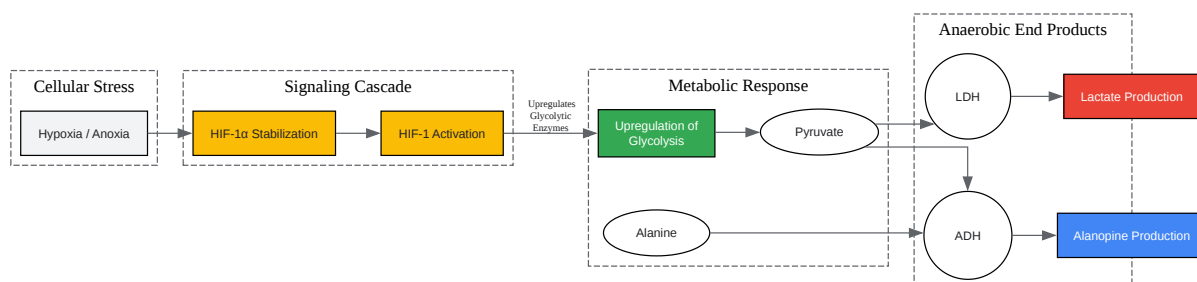 Anaerobic End Products
Cellular Stress
Signaling Cascade
Metabolic Response
Hypoxia / Anoxia
HIF-1α Stabilization
HIF-1 Activation
Upregulates
Glycolytic
Enzymes
Upregulation of
Glycolysis
Pyruvate
LDH
Lactate Production
Alanine
ADH
Alanopine Production